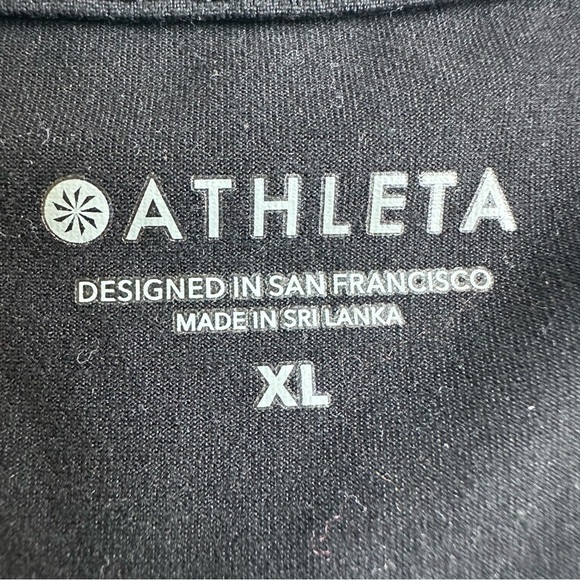 ATHLETA
DESIGNED IN SAN FRANCISCO
MADE IN SRI LANKA
XL